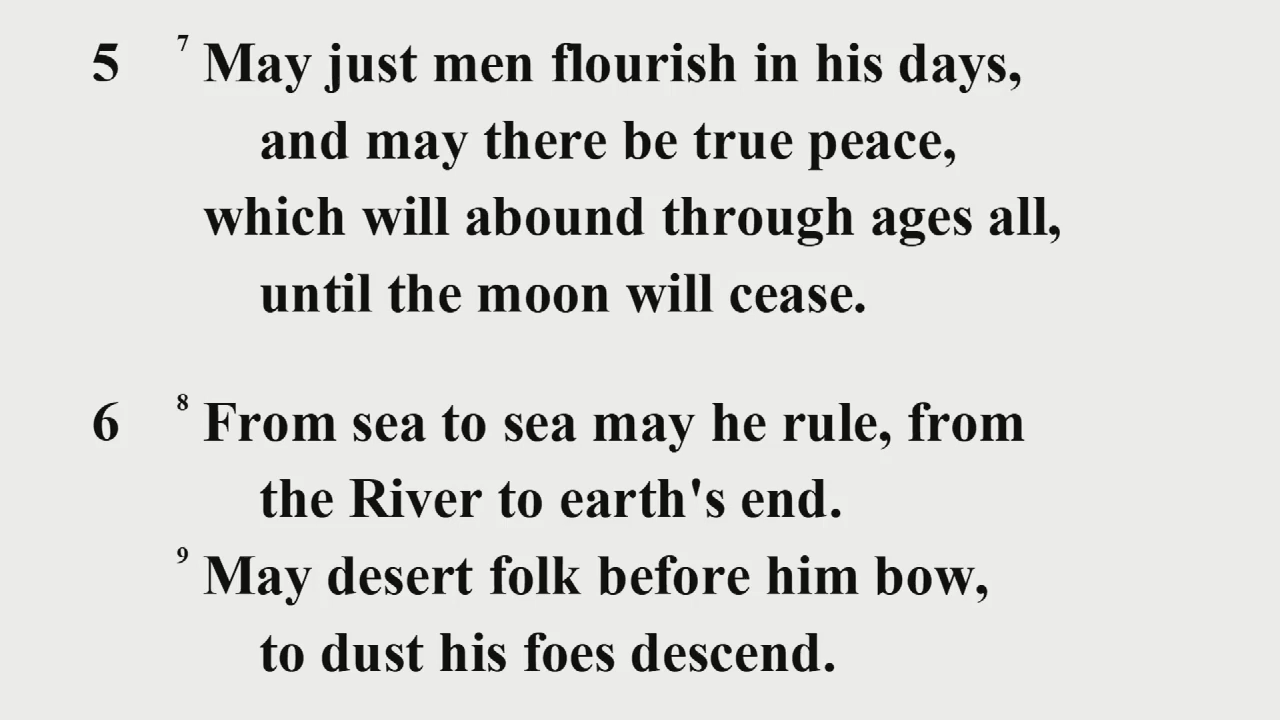 5 7 May just men flourish in his days,
and may there be true peace,
which will abound through ages all,
until the moon will cease.
6 8 From sea to sea may he rule, from
the River to earth's end.
9 May desert folk before him bow,
to dust his foes descend.